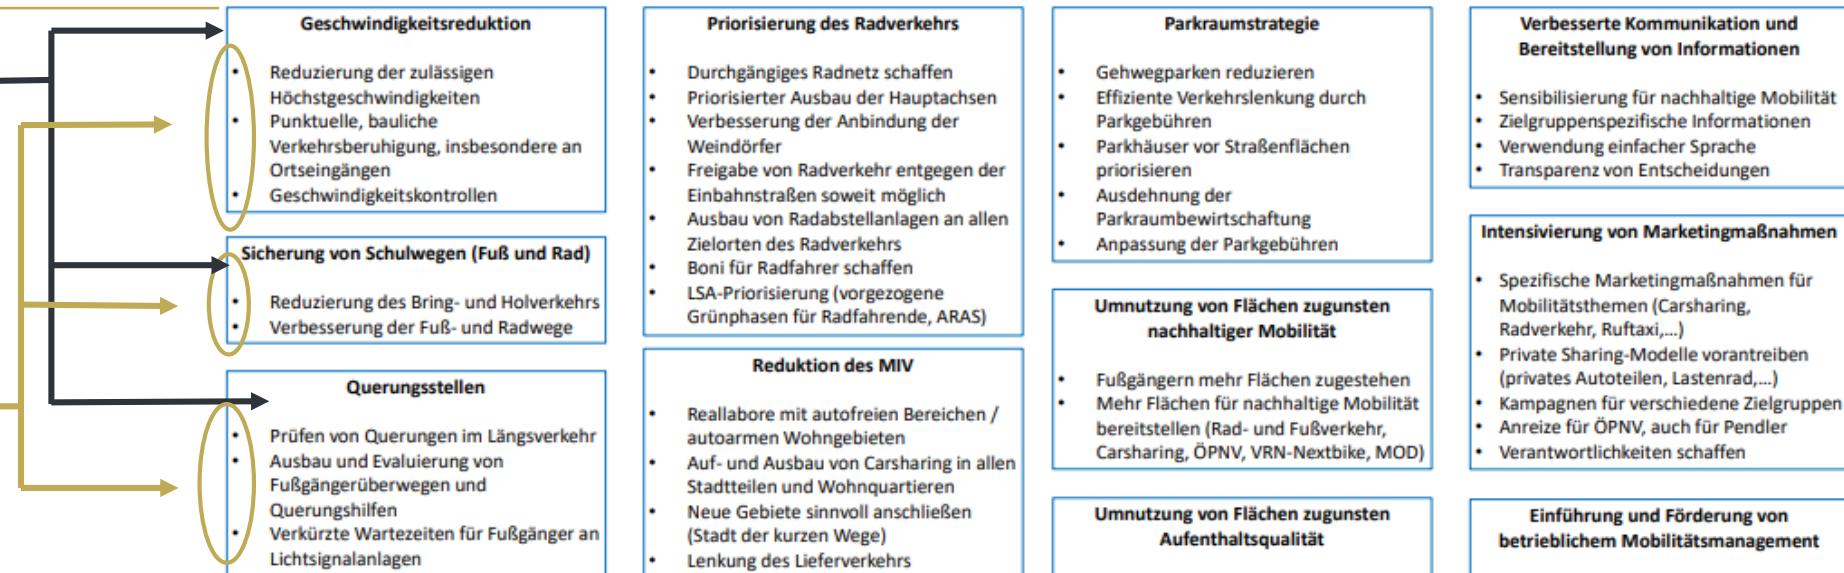 Geschwindigkeitsreduktion
• Reduzierung der zulässigen
Höchstgeschwindigkeiten
• Punktuelle, bauliche
Verkehrsberuhigung, insbesondere an
Ortseingängen
• Geschwindigkeitskontrollen
Sicherung von Schulwegen (Fuß und Rad)
• Reduzierung des Bring- und Holverkehrs
• Verbesserung der Fuß- und Radwege
Querungsstellen
• Prüfen von Querungen im Längsverkehr
• Ausbau und Evaluierung von
Fußgängerüberwegen und
Querungshilfen
• Verkürzte Wartezeiten für Fußgänger an
Lichtsignalanlagen
Priorisierung des Radverkehrs
• Durchgängiges Radnetz schaffen
• Priorisierter Ausbau der Hauptachsen
• Verbesserung der Anbindung der
Weindörfer
• Freigabe von Radverkehr entgegen der
Einbahnstraßen soweit möglich
• Ausbau von Radabstellanlagen an allen
Zielorten des Radverkehrs
• Boni für Radfahrer schaffen
• LSA-Priorisierung (vorgezogene
Grünphasen für Radfahrende, ARAS)
Reduktion des MIV
• Reallabore mit autofreien Bereichen /
autoarmen Wohngebieten
• Auf- und Ausbau von Carsharing in allen
Stadtteilen und Wohnquartieren
• Neue Gebiete sinnvoll anschließen
(Stadt der kurzen Wege)
• Lenkung des Lieferverkehrs
Parkraumstrategie
• Gehwegparken reduzieren
• Effiziente Verkehrslenkung durch
Parkgebühren
• Parkhäuser vor Straßenflächen
priorisieren
• Ausdehnung der
Parkraumbewirtschaftung
• Anpassung der Parkgebühren
Umnutzung von Flächen zugunsten
nachhaltiger Mobilität
• Fußgängern mehr Flächen zugestehen
• Mehr Flächen für nachhaltige Mobilität
bereitstellen (Rad- und Fußverkehr,
Carsharing, ÖPNV, VRN-Nextbike, MOD)
Umnutzung von Flächen zugunsten
Aufenthaltsqualität
Verbesserte Kommunikation und
Bereitstellung von Informationen
• Sensibilisierung für nachhaltige Mobilität
• Zielgruppenspezifische Informationen
• Verwendung einfacher Sprache
• Transparenz von Entscheidungen
Intensivierung von Marketingmaßnahmen
• Spezifische Marketingmaßnahmen für
Mobilitätsthemen (Carsharing,
Radverkehr, Ruftaxi,...)
• Private Sharing-Modelle vorantreiben
(privates Autoteilen, Lastenrad,...)
• Kampagnen für verschiedene Zielgruppen
• Anreize für ÖPNV, auch für Pendler
• Verantwortlichkeiten schaffen
Einführung und Förderung von
betrieblichem Mobilitätsmanagement